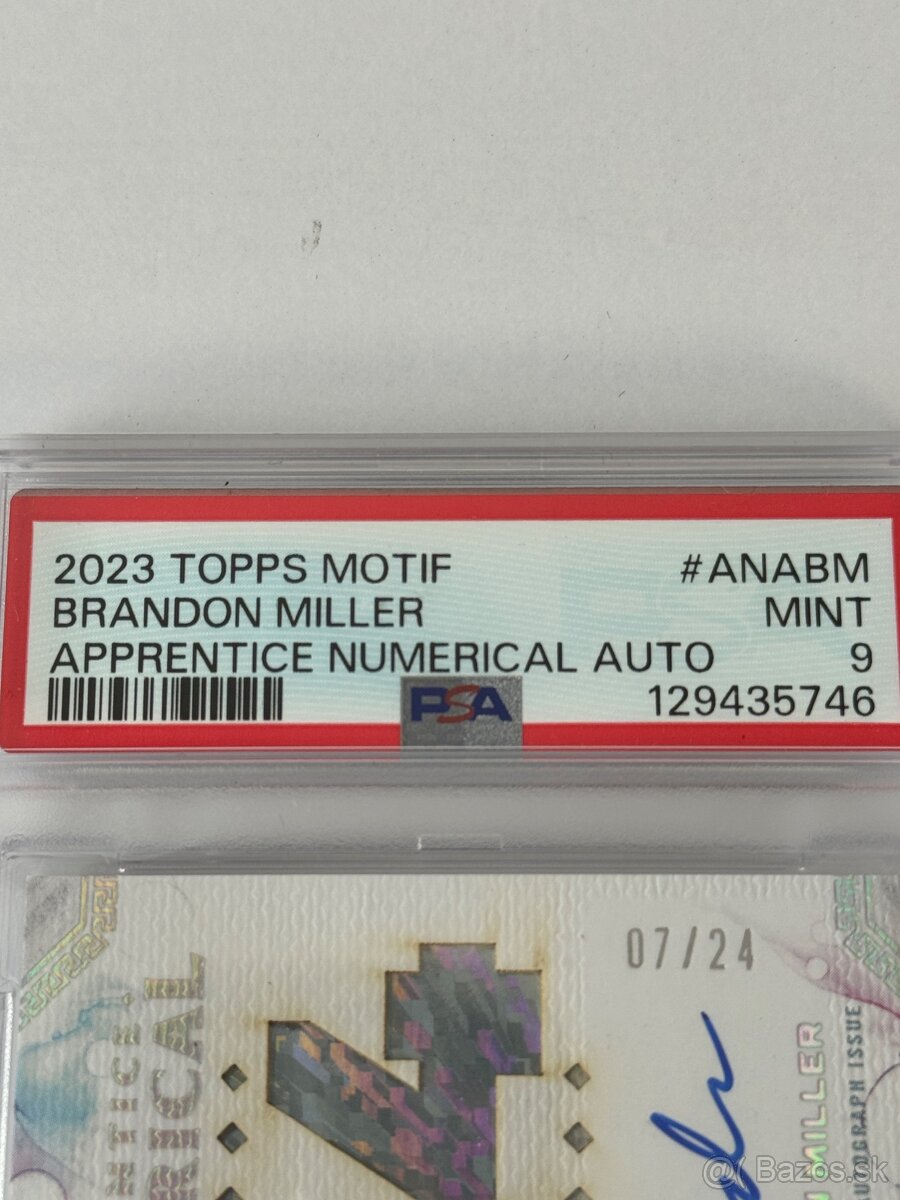 2023 TOPPS MOTIF #ANABM
BRANDON MILLER MINT
APPRENTICE NUMERICAL AUTO 9
PSA 129435746
07/24
MILLER
AUTOGRAPH ISSUE
@( Bazos.sk